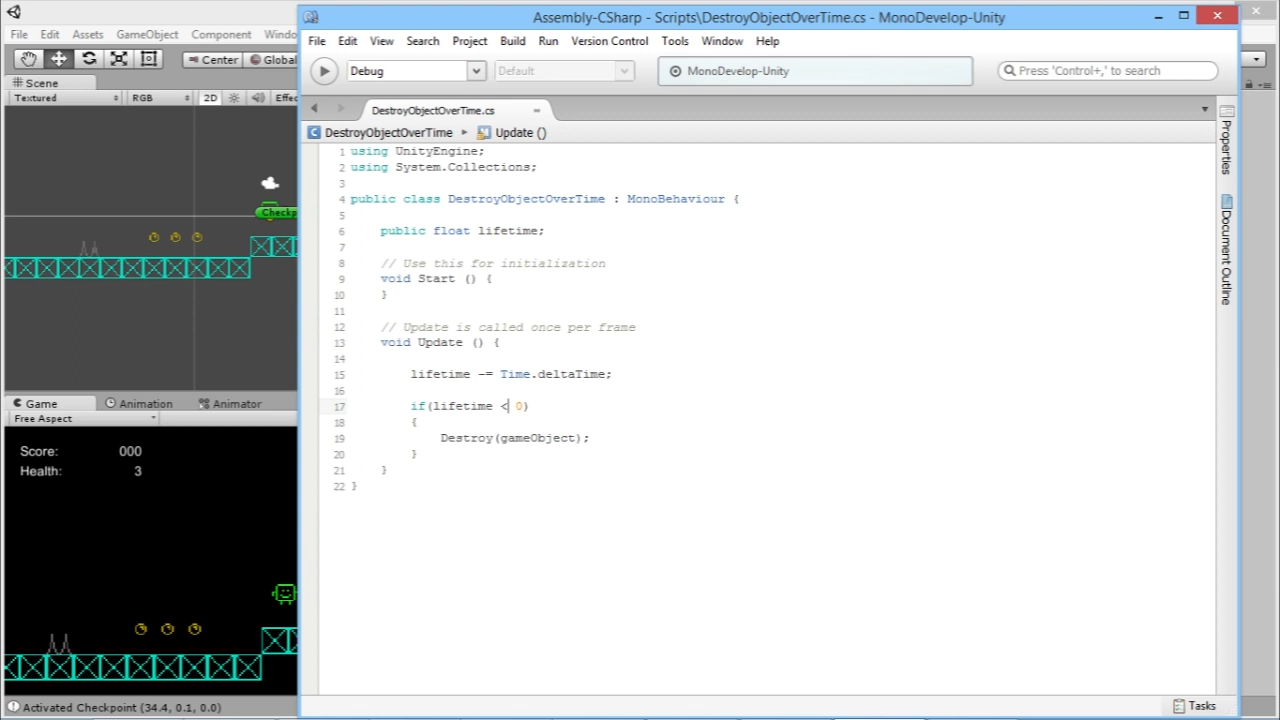 Assembly-CSharp - Scripts\DestroyObjectOverTime.cs - MonoDevelop-Unity
File Edit Assets GameObject Component Windo
File Edit View Search Project Build Run Version Control Tools Window Help
Center Global
Debug Default MonoDevelop-Unity Press 'Control+,' to search
Scene
Textured RGB 2D Effec
DestroyObjectOverTime.cs
DestroyObjectOverTime Update ()
1 using UnityEngine;
2 using System.Collections;
3
4 public class DestroyObjectOverTime : MonoBehaviour {
5
6 public float lifetime;
7
8 // Use this for initialization
9 void Start () {
10 }
11
12 // Update is called once per frame
13 void Update () {
14
15 lifetime -= Time.deltaTime;
16
17 if(lifetime < 0)
18 {
19 Destroy(gameObject);
20 }
21 }
22 }
Properties
Document Outline
Checkp
Game Animation Animator
Free Aspect
Score: 000
Health: 3
Activated Checkpoint (34.4, 0.1, 0.0)
Tasks